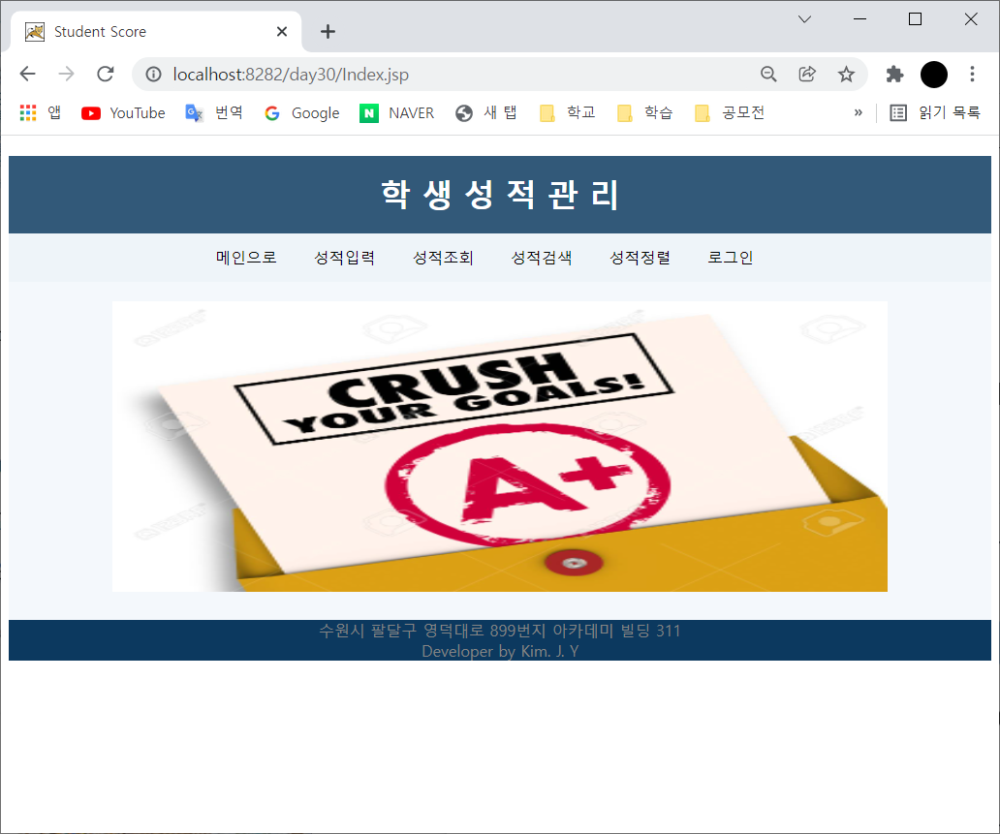 Student Score
localhost:8282/day30/Index.jsp
앱 YouTube 번역 Google N NAVER 새 탭 학교 학습 공모전 » 읽기 목록
학 생 성 적 관 리
메인으로 성적입력 성적조회 성적검색 성적정렬 로그인
CRUSH
YOUR GOALS!
A+
수원시 팔달구 영덕대로 899번지 아카데미 빌딩 311
Developer by Kim. J. Y